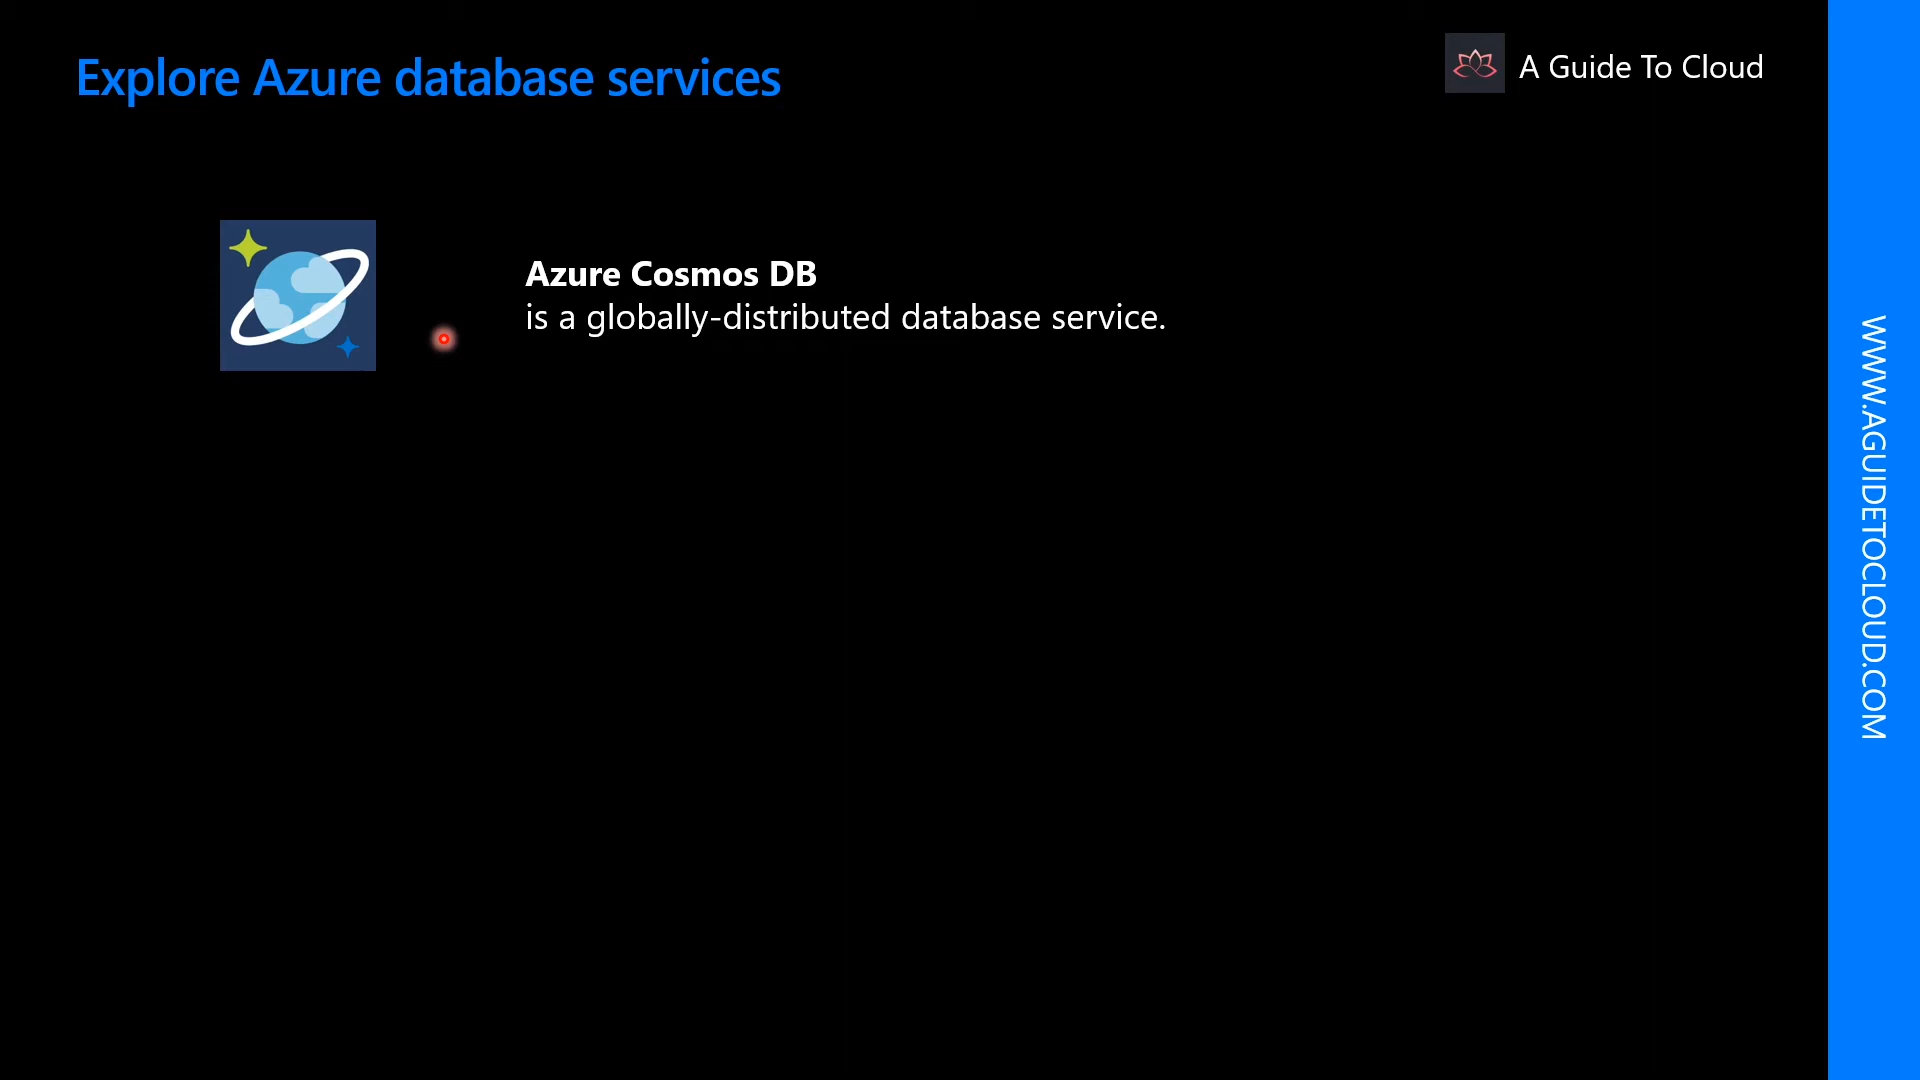 Explore Azure database services
A Guide To Cloud
Azure Cosmos DB
is a globally-distributed database service.
WWW.AGUIDETOCLOUD.COM